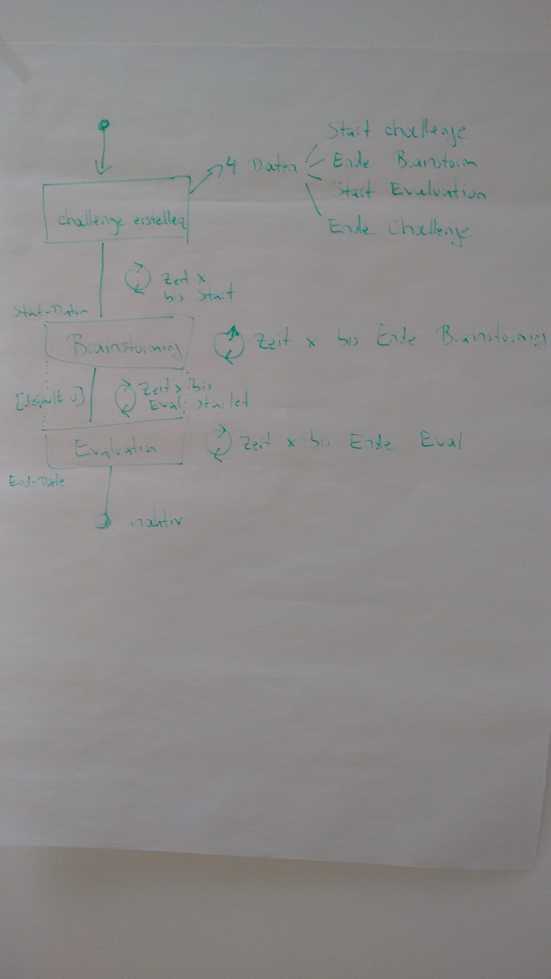 Start challenge
4 Daten
Ende Brainstorm
Start Evaluation
Ende Challenge
challenge erstellen
Zeit x
bis Start
Start-Datum
Brainstorming
Zeit x bis Ende Brainstormings
[default 0]
Zeit x bis
Eval. startet
Evaluation
Zeit x bis Ende Eval
End-Date
inaktiv